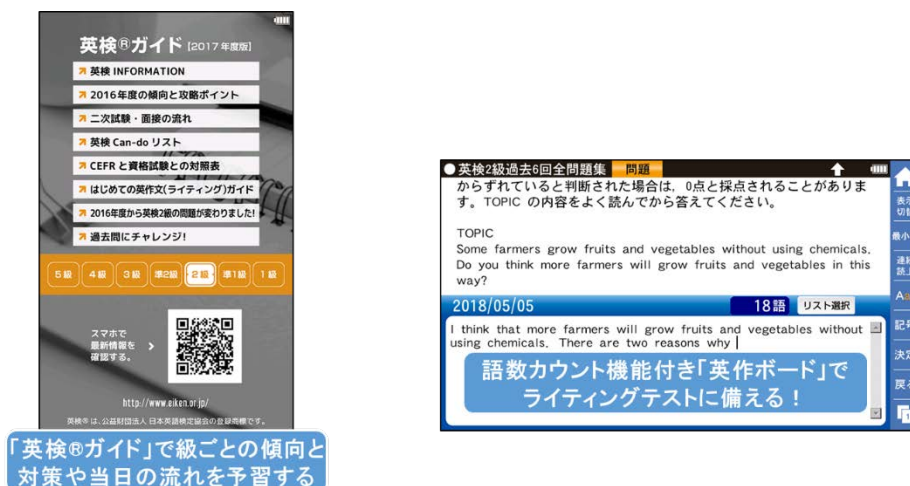 英検®ガイド [2017年度版]
英検 INFORMATION
2016年度の傾向と攻略ポイント
二次試験・面接の流れ
英検 Can-do リスト
CEFRと資格試験との対照表
はじめての英作文(ライティング)ガイド
2016年度から英検2級の問題が変わりました!
過去問にチャレンジ!
5級 4級 3級 準2級 2級 準1級 1級
スマホで
最新情報を
確認する。
http://www.eiken.or.jp/
英検®は、公益財団法人 日本英語検定協会の登録商標です。
「英検®ガイド」で級ごとの傾向と
対策や当日の流れを予習する
●英検2級過去6回全問題集 問題
からずれていると判断された場合は，0点と採点されることがありま
す。TOPIC の内容をよく読んでから答えてください。
TOPIC
Some farmers grow fruits and vegetables without using chemicals.
Do you think more farmers will grow fruits and vegetables in this
way?
2018/05/05 18語 リスト選択
I think that more farmers will grow fruits and vegetables without
using chemicals. There are two reasons why
語数カウント機能付き「英作ボード」で
ライティングテストに備える！